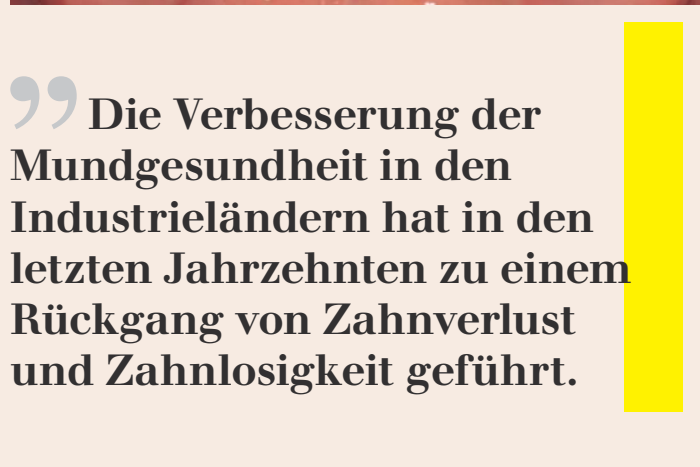 ” Die Verbesserung der
Mundgesundheit in den
Industrieländern hat in den
letzten Jahrzehnten zu einem
Rückgang von Zahnverlust
und Zahnlosigkeit geführt.